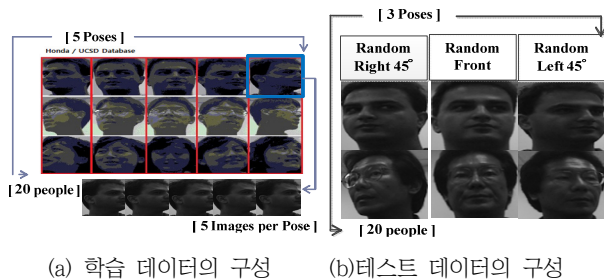 [ 5 Poses ]
Honda / UCSD Database
[ 20 people ]
[ 5 Images per Pose ]
(a) 학습 데이터의 구성
[ 3 Poses ]
Random Right 45°
Random Front
Random Left 45°
[ 20 people ]
(b)테스트 데이터의 구성